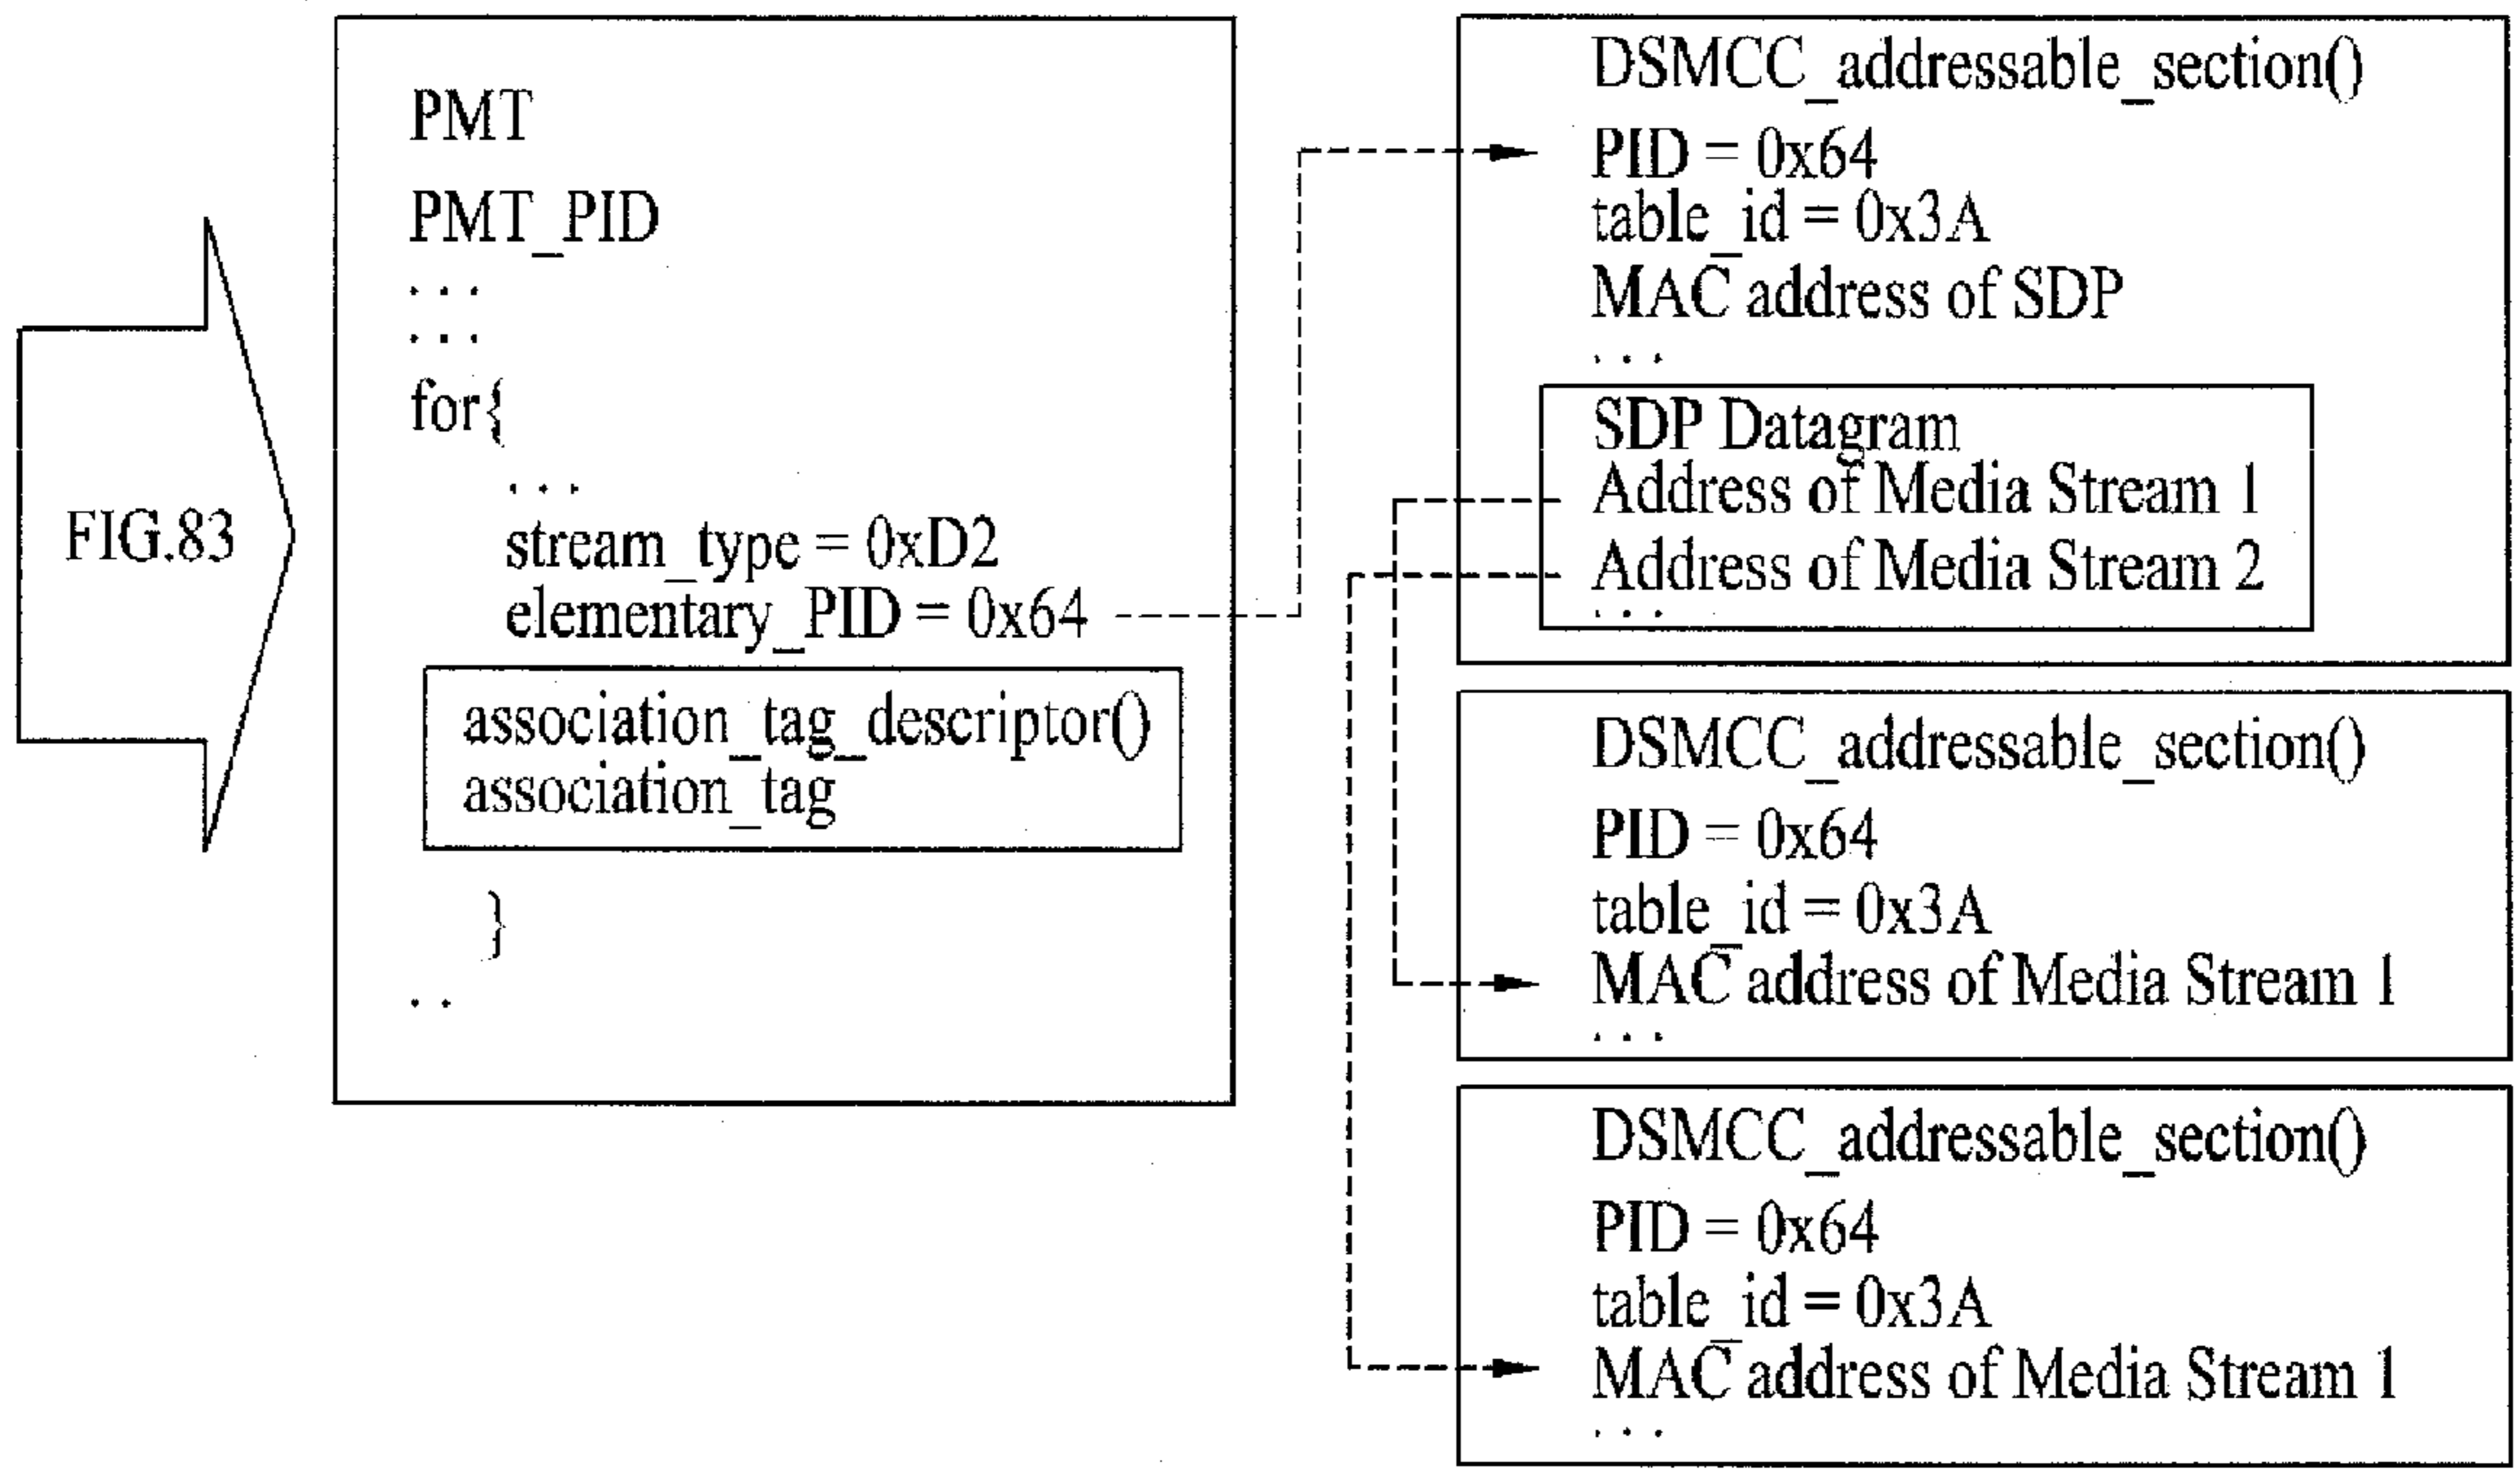 FIG.83
PMT
PMT_PID
...
...
for{
...
stream_type = 0xD2
elementary_PID = 0x64
association_tag_descriptor()
association_tag
}
..
DSMCC_addressable_section()
PID = 0x64
table_id = 0x3A
MAC address of SDP
...
SDP Datagram
Address of Media Stream 1
Address of Media Stream 2
...
DSMCC_addressable_section()
PID = 0x64
table_id = 0x3A
MAC address of Media Stream 1
...
DSMCC_addressable_section()
PID = 0x64
table_id = 0x3A
MAC address of Media Stream 1
...